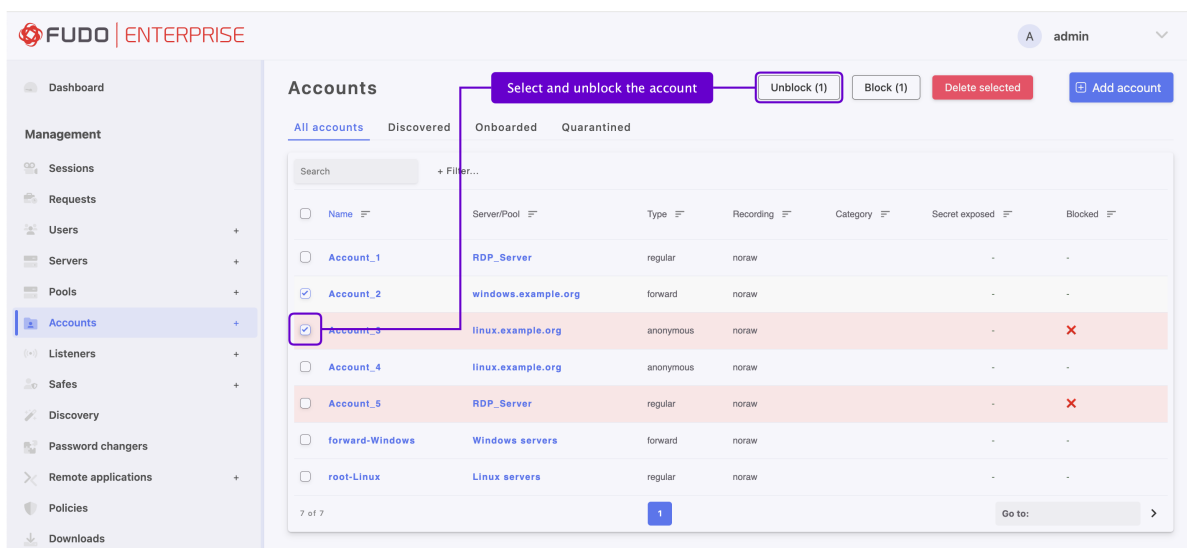 FUDO | ENTERPRISE
A admin
Dashboard
Management
Sessions
Requests
Users +
Servers +
Pools +
Accounts +
Listeners +
Safes +
Discovery
Password changers
Remote applications +
Policies
Downloads
Accounts
Select and unblock the account
Unblock (1)
Block (1)
Delete selected
Add account
All accounts Discovered Onboarded Quarantined
Search + Filter...
Name Server/Pool Type Recording Category Secret exposed Blocked
Account_1 RDP_Server regular noraw - -
Account_2 windows.example.org forward noraw - -
Account_3 linux.example.org anonymous noraw -
Account_4 linux.example.org anonymous noraw - -
Account_5 RDP_Server regular noraw -
forward-Windows Windows servers forward noraw - -
root-Linux Linux servers regular noraw - -
7 of 7 1 Go to: